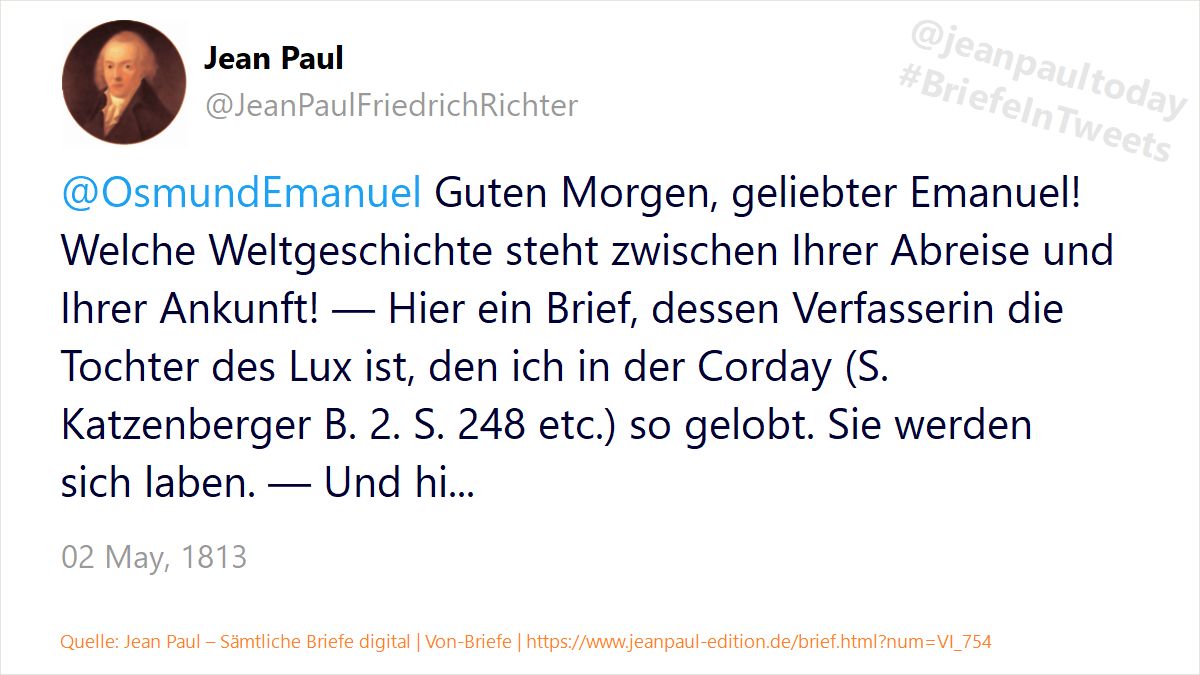 Jean Paul
@JeanPaulFriedrichRichter
@jeanpaultoday
#BriefeInTweets
@OsmundEmanuel Guten Morgen, geliebter Emanuel!
Welche Weltgeschichte steht zwischen Ihrer Abreise und
Ihrer Ankunft! — Hier ein Brief, dessen Verfasserin die
Tochter des Lux ist, den ich in der Corday (S.
Katzenberger B. 2. S. 248 etc.) so gelobt. Sie werden
sich laben. — Und hi...
02 May, 1813
Quelle: Jean Paul – Sämtliche Briefe digital | Von-Briefe | https://www.jeanpaul-edition.de/brief.html?num=VI_754